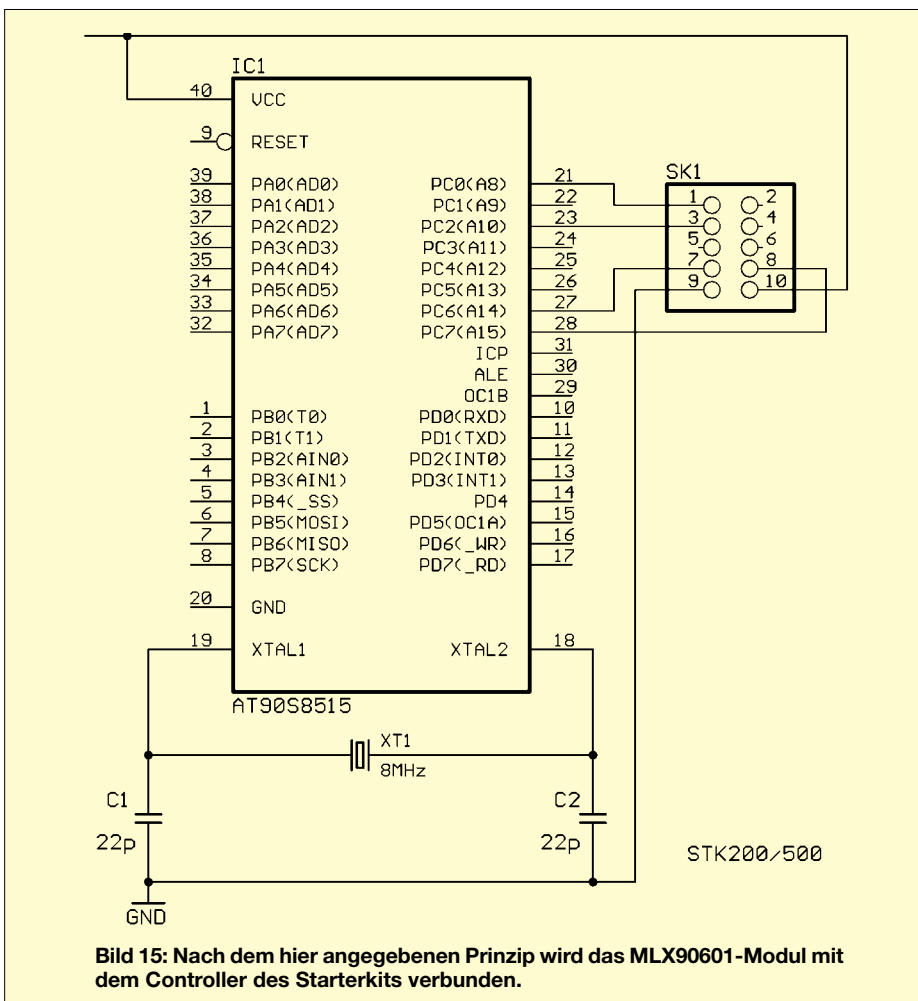 IC1
40 VCC
9 RESET
39 PA0(AD0) PC0(A8) 21
38 PA1(AD1) PC1(A9) 22
37 PA2(AD2) PC2(A10) 23
36 PA3(AD3) PC3(A11) 24
35 PA4(AD4) PC4(A12) 25
34 PA5(AD5) PC5(A13) 26
33 PA6(AD6) PC6(A14) 27
32 PA7(AD7) PC7(A15) 28
ICP 31
ALE 30
OC1B 29
1 PB0(T0) PD0(RXD) 10
2 PB1(T1) PD1(TXD) 11
3 PB2(AIN0) PD2(INT0) 12
4 PB3(AIN1) PD3(INT1) 13
5 PB4(_SS) PD4 14
6 PB5(MOSI) PD5(OC1A) 15
7 PB6(MISO) PD6(_WR) 16
8 PB7(SCK) PD7(_RD) 17
20 GND
19 XTAL1 XTAL2 18
AT90S8515
SK1
1 2
3 4
5 6
7 8
9 10
XT1
8MHz
C1
22p
C2
22p
STK200/500
GND
Bild 15: Nach dem hier angegebenen Prinzip wird das MLX90601-Modul mit
dem Controller des Starterkits verbunden.